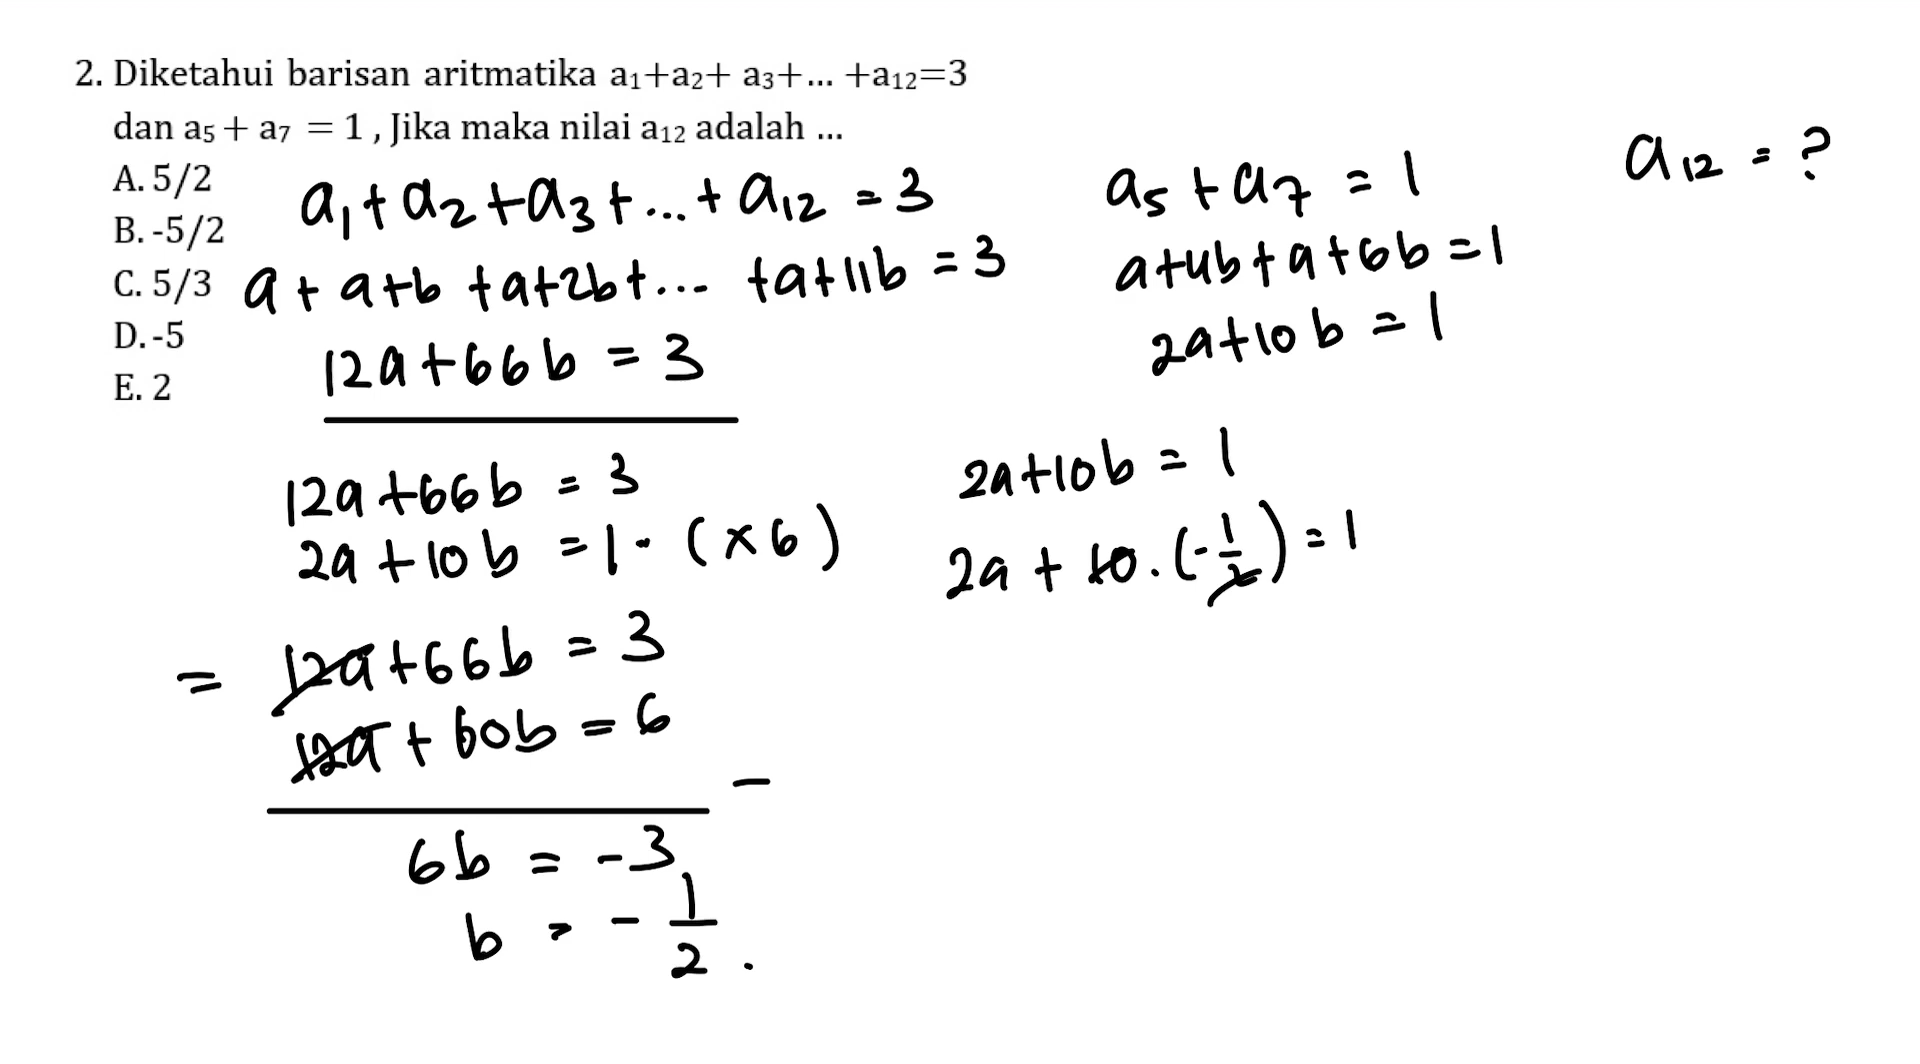 2. Diketahui barisan aritmatika a₁+a₂+ a₃+... +a₁₂=3
dan a₅ + a₇ = 1 , Jika maka nilai a₁₂ adalah ...
A. 5/2
B. -5/2
C. 5/3
D. -5
E. 2
a₁+a₂+a₃+...+a₁₂ = 3
a + a+b +a+2b+... +a+11b = 3
12a+66b = 3
a₅ + a₇ = 1
a+4b+a+6b = 1
2a+10b = 1
a₁₂ = ?
12a+66b = 3
2a+10b = 1 . (×6)
= 12a+66b = 3
12a + 60b = 6
-
6b = -3
b = -1/2 .
2a+10b = 1
2a + 10.(-1/2) = 1